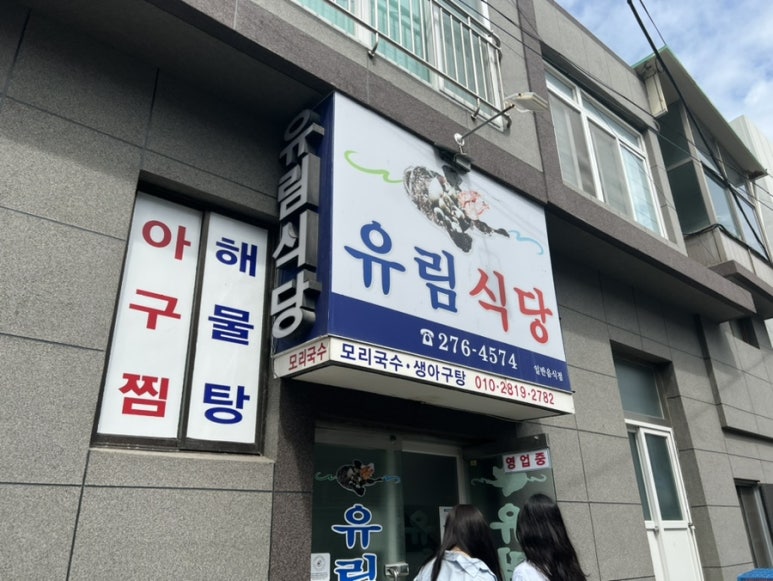 아구찜
해물탕
유림식당
유림식당
☎276-4574
일반음식점
모리국수
모리국수·생아구탕 010·2819·2782
영업중
유림
유림